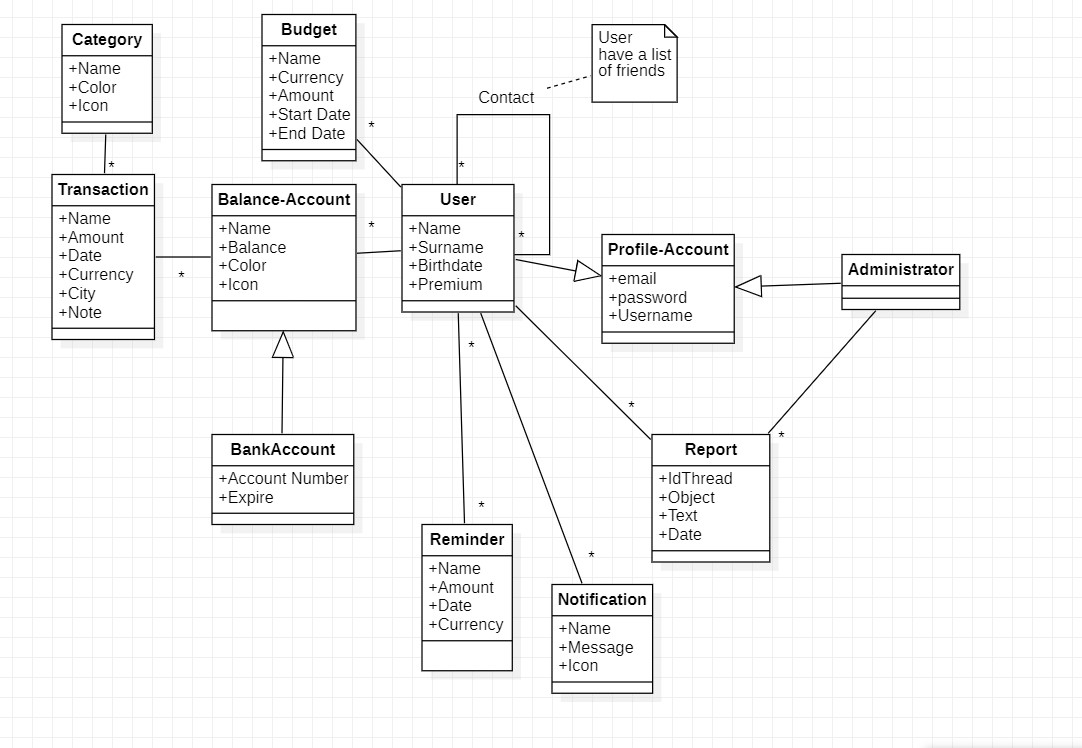 Category
+Name
+Color
+Icon
*
Budget
+Name
+Currency
+Amount
+Start Date
+End Date
*
User
have a list
of friends
Contact
*
*
Transaction
+Name
+Amount
+Date
+Currency
+City
+Note
*
Balance-Account
+Name
+Balance
+Color
+Icon
*
User
+Name
+Surname
+Birthdate
+Premium
Profile-Account
+email
+password
+Username
Administrator
BankAccount
+Account Number
+Expire
*
*
*
*
*
Report
+IdThread
+Object
+Text
+Date
Reminder
+Name
+Amount
+Date
+Currency
Notification
+Name
+Message
+Icon